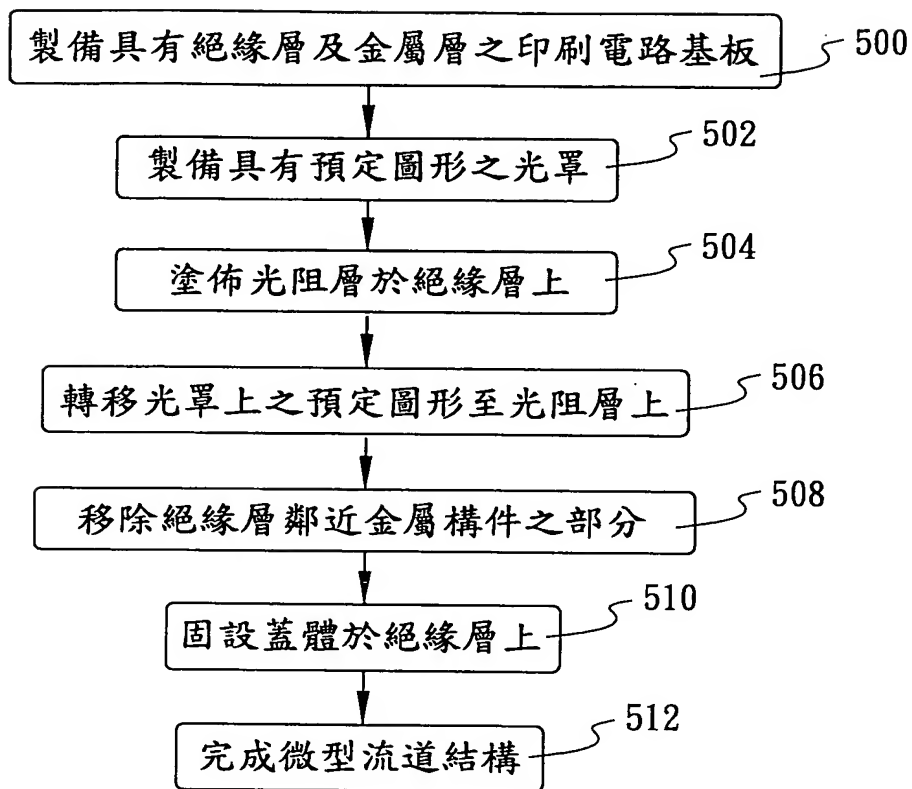 製備具有絕緣層及金屬層之印刷電路基板
500
製備具有預定圖形之光罩
502
塗佈光阻層於絕緣層上
504
轉移光罩上之預定圖形至光阻層上
506
移除絕緣層鄰近金屬構件之部分
508
固設蓋體於絕緣層上
510
完成微型流道結構
512